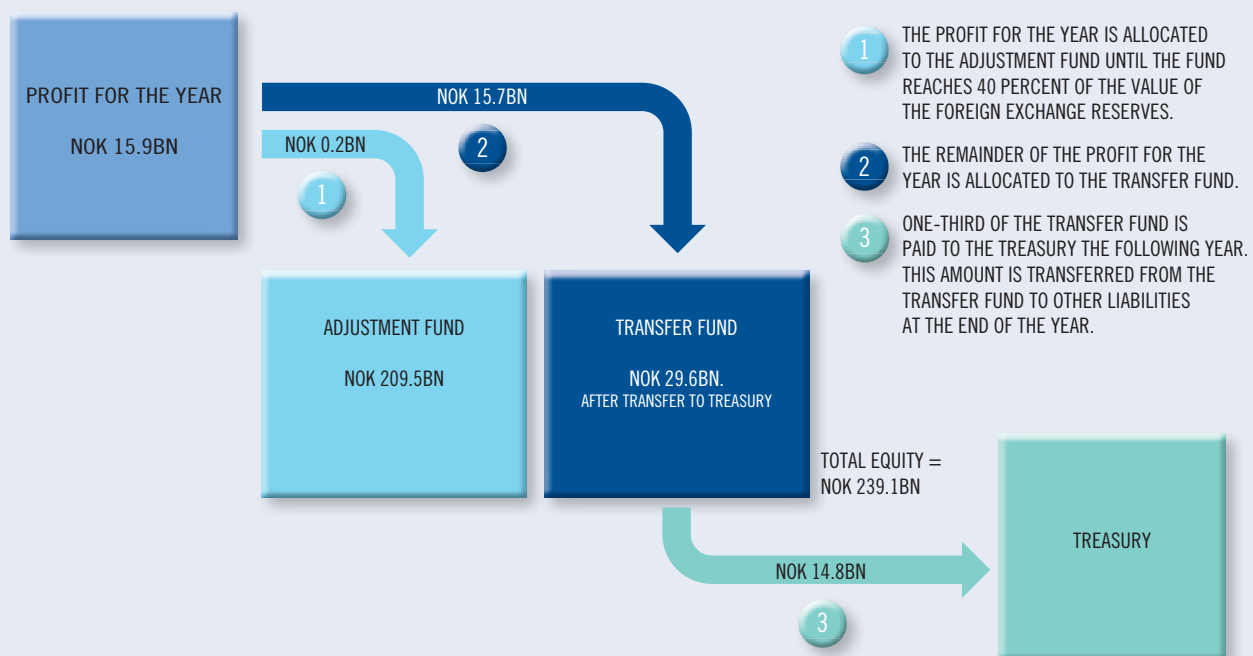 PROFIT FOR THE YEAR
NOK 15.9BN
NOK 15.7BN
2
NOK 0.2BN
1
ADJUSTMENT FUND
NOK 209.5BN
TRANSFER FUND
NOK 29.6BN.
AFTER TRANSFER TO TREASURY
TOTAL EQUITY =
NOK 239.1BN
NOK 14.8BN
3
TREASURY
1
THE PROFIT FOR THE YEAR IS ALLOCATED
TO THE ADJUSTMENT FUND UNTIL THE FUND
REACHES 40 PERCENT OF THE VALUE OF
THE FOREIGN EXCHANGE RESERVES.
2
THE REMAINDER OF THE PROFIT FOR THE
YEAR IS ALLOCATED TO THE TRANSFER FUND.
3
ONE-THIRD OF THE TRANSFER FUND IS
PAID TO THE TREASURY THE FOLLOWING YEAR.
THIS AMOUNT IS TRANSFERRED FROM THE
TRANSFER FUND TO OTHER LIABILITIES
AT THE END OF THE YEAR.